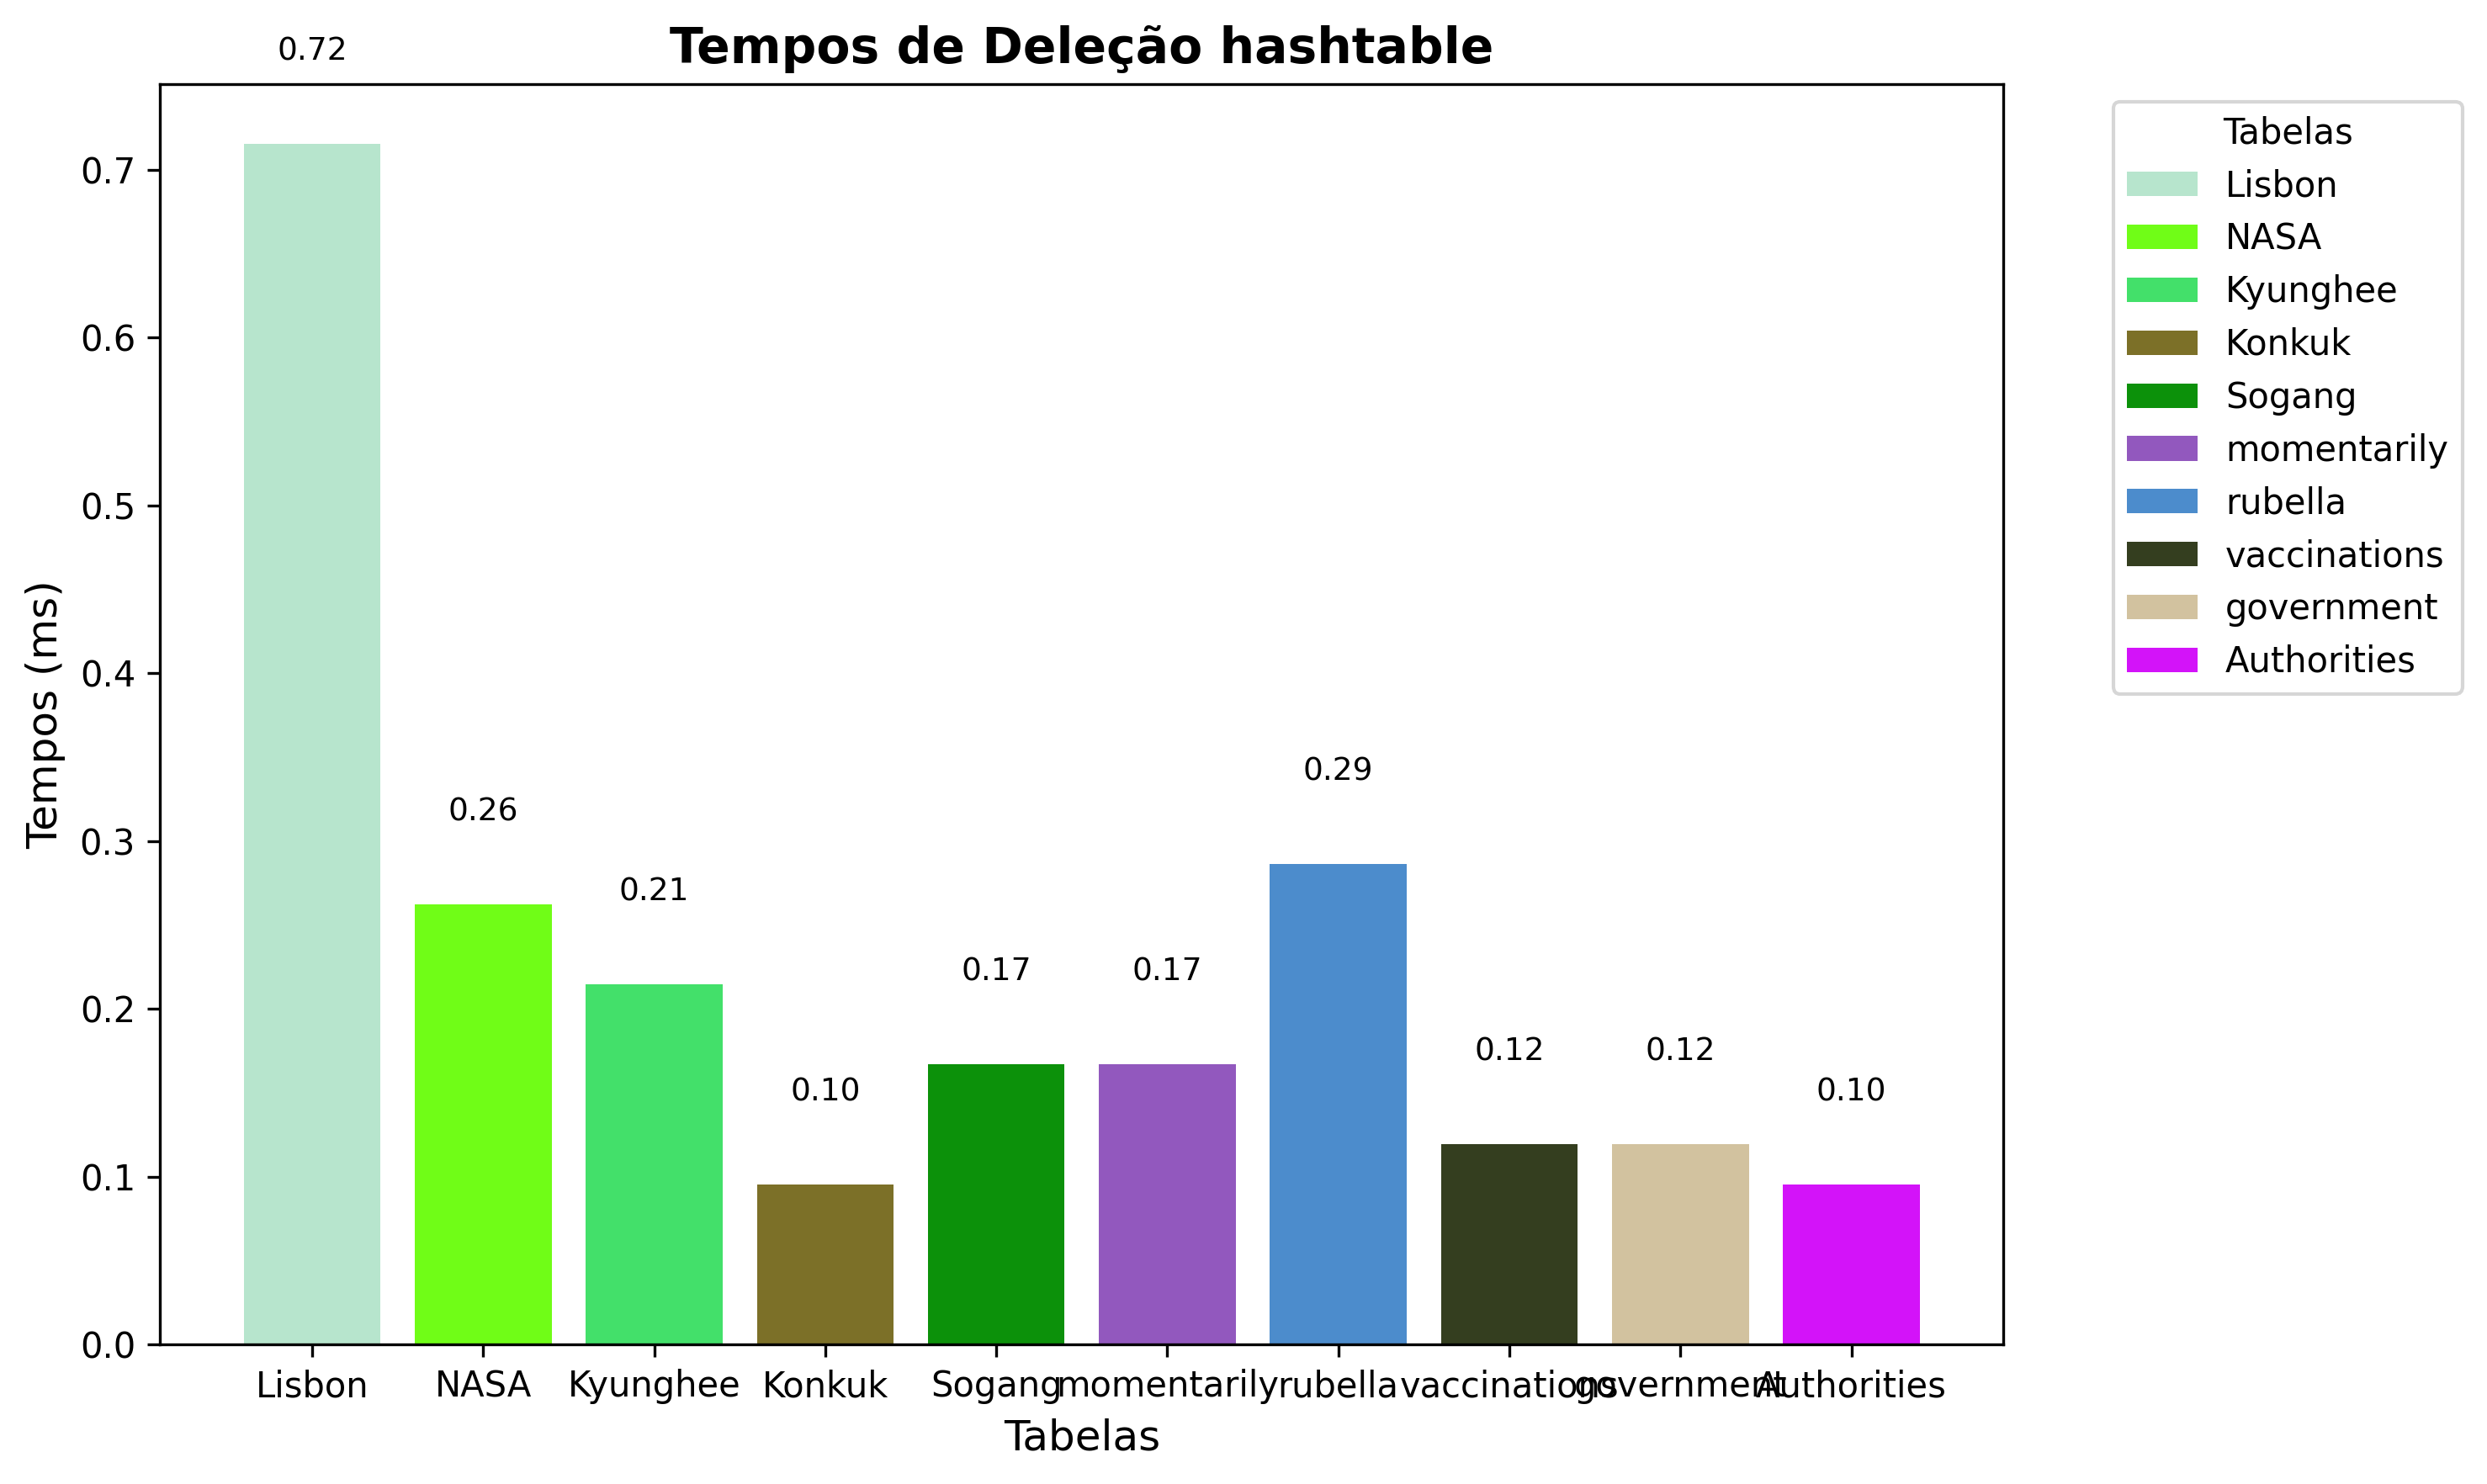 Tempos de Deleção hashtable
0.72
0.26
0.21
0.10
0.17
0.17
0.29
0.12
0.12
0.10
Tempos (ms)
0.7
0.6
0.5
0.4
0.3
0.2
0.1
0.0
Lisbon NASA Kyunghee Konkuk Sogang momentarily rubella vaccinations government Authorities
Tabelas
Tabelas
Lisbon
NASA
Kyunghee
Konkuk
Sogang
momentarily
rubella
vaccinations
government
Authorities